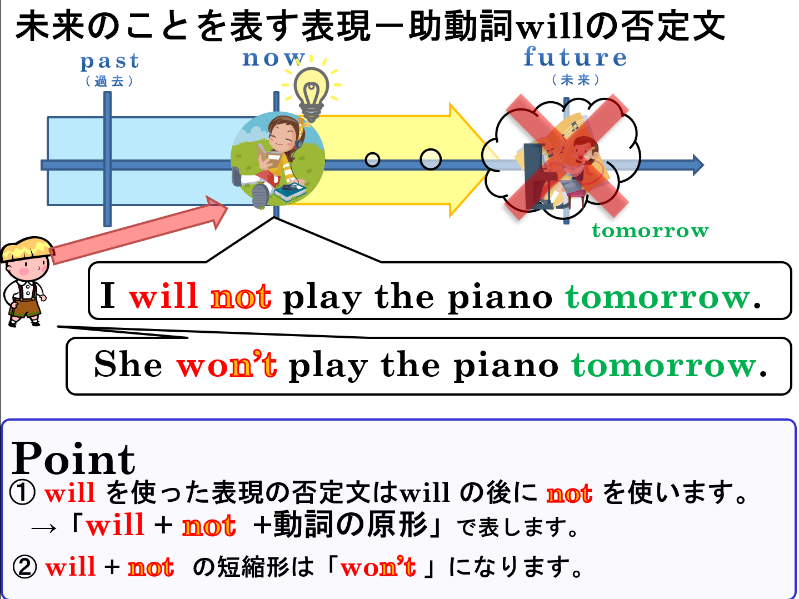 未来のことを表す表現－助動詞willの否定文
past now future
（過去） （未来）
tomorrow
I will not play the piano tomorrow.
She won't play the piano tomorrow.
Point
① will を使った表現の否定文はwill の後に not を使います。
→「will + not +動詞の原形」で表します。
② will + not の短縮形は「won't 」になります。